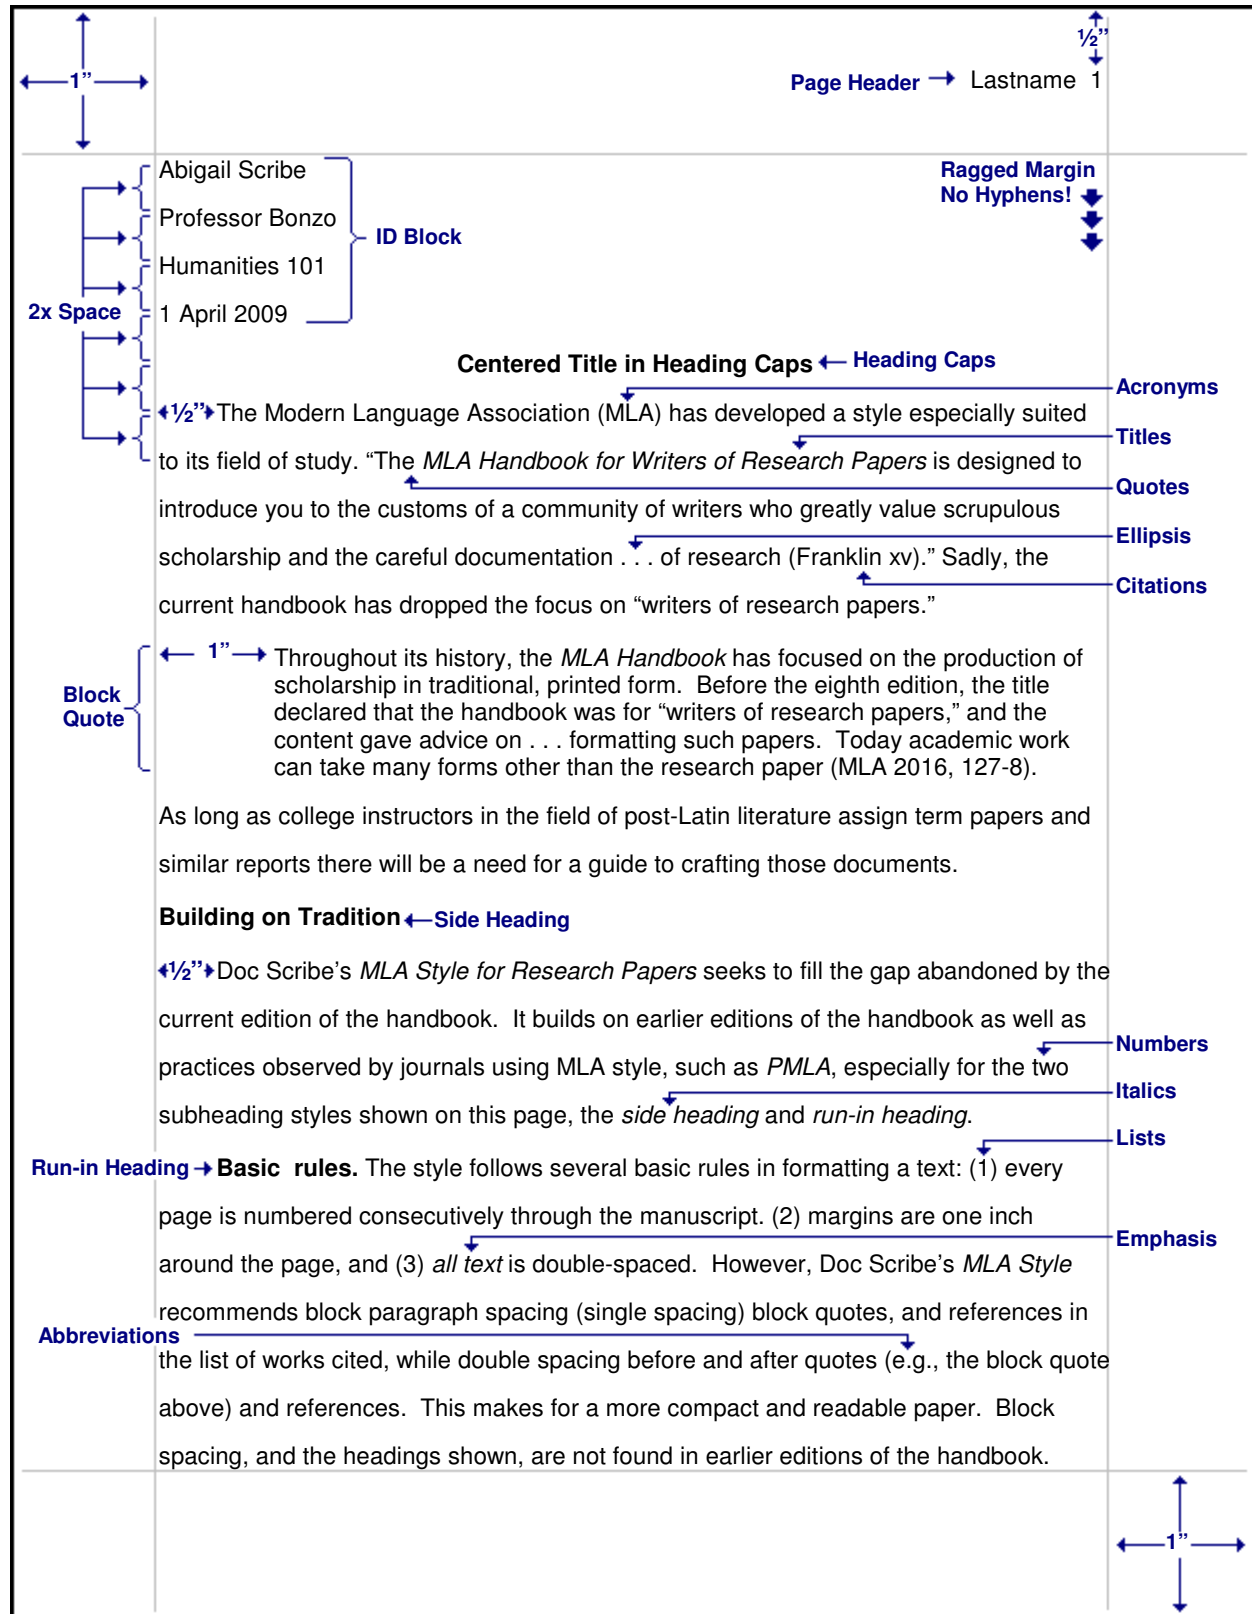 ½”
1”
Page Header Lastname 1
Abigail Scribe
Ragged Margin
No Hyphens!
Professor Bonzo
ID Block
Humanities 101
2x Space 1 April 2009
Centered Title in Heading Caps Heading Caps
Acronyms
½” The Modern Language Association (MLA) has developed a style especially suited
Titles
to its field of study. “The MLA Handbook for Writers of Research Papers is designed to
Quotes
introduce you to the customs of a community of writers who greatly value scrupulous
Ellipsis
scholarship and the careful documentation . . . of research (Franklin xv).” Sadly, the
Citations
current handbook has dropped the focus on “writers of research papers.”
1” Throughout its history, the MLA Handbook has focused on the production of
scholarship in traditional, printed form.  Before the eighth edition, the title
Block
Quote
declared that the handbook was for “writers of research papers,” and the
content gave advice on . . . formatting such papers.  Today academic work
can take many forms other than the research paper (MLA 2016, 127-8).
As long as college instructors in the field of post-Latin literature assign term papers and
similar reports there will be a need for a guide to crafting those documents.
Building on Tradition Side Heading
½” Doc Scribe’s MLA Style for Research Papers seeks to fill the gap abandoned by the
current edition of the handbook.  It builds on earlier editions of the handbook as well as
Numbers
practices observed by journals using MLA style, such as PMLA, especially for the two
Italics
subheading styles shown on this page, the side heading and run-in heading.
Lists
Run-in Heading Basic  rules. The style follows several basic rules in formatting a text: (1) every
page is numbered consecutively through the manuscript. (2) margins are one inch
Emphasis
around the page, and (3) all text is double-spaced.  However, Doc Scribe’s MLA Style
recommends block paragraph spacing (single spacing) block quotes, and references in
Abbreviations
the list of works cited, while double spacing before and after quotes (e.g., the block quote
above) and references.  This makes for a more compact and readable paper.  Block
spacing, and the headings shown, are not found in earlier editions of the handbook.
1”